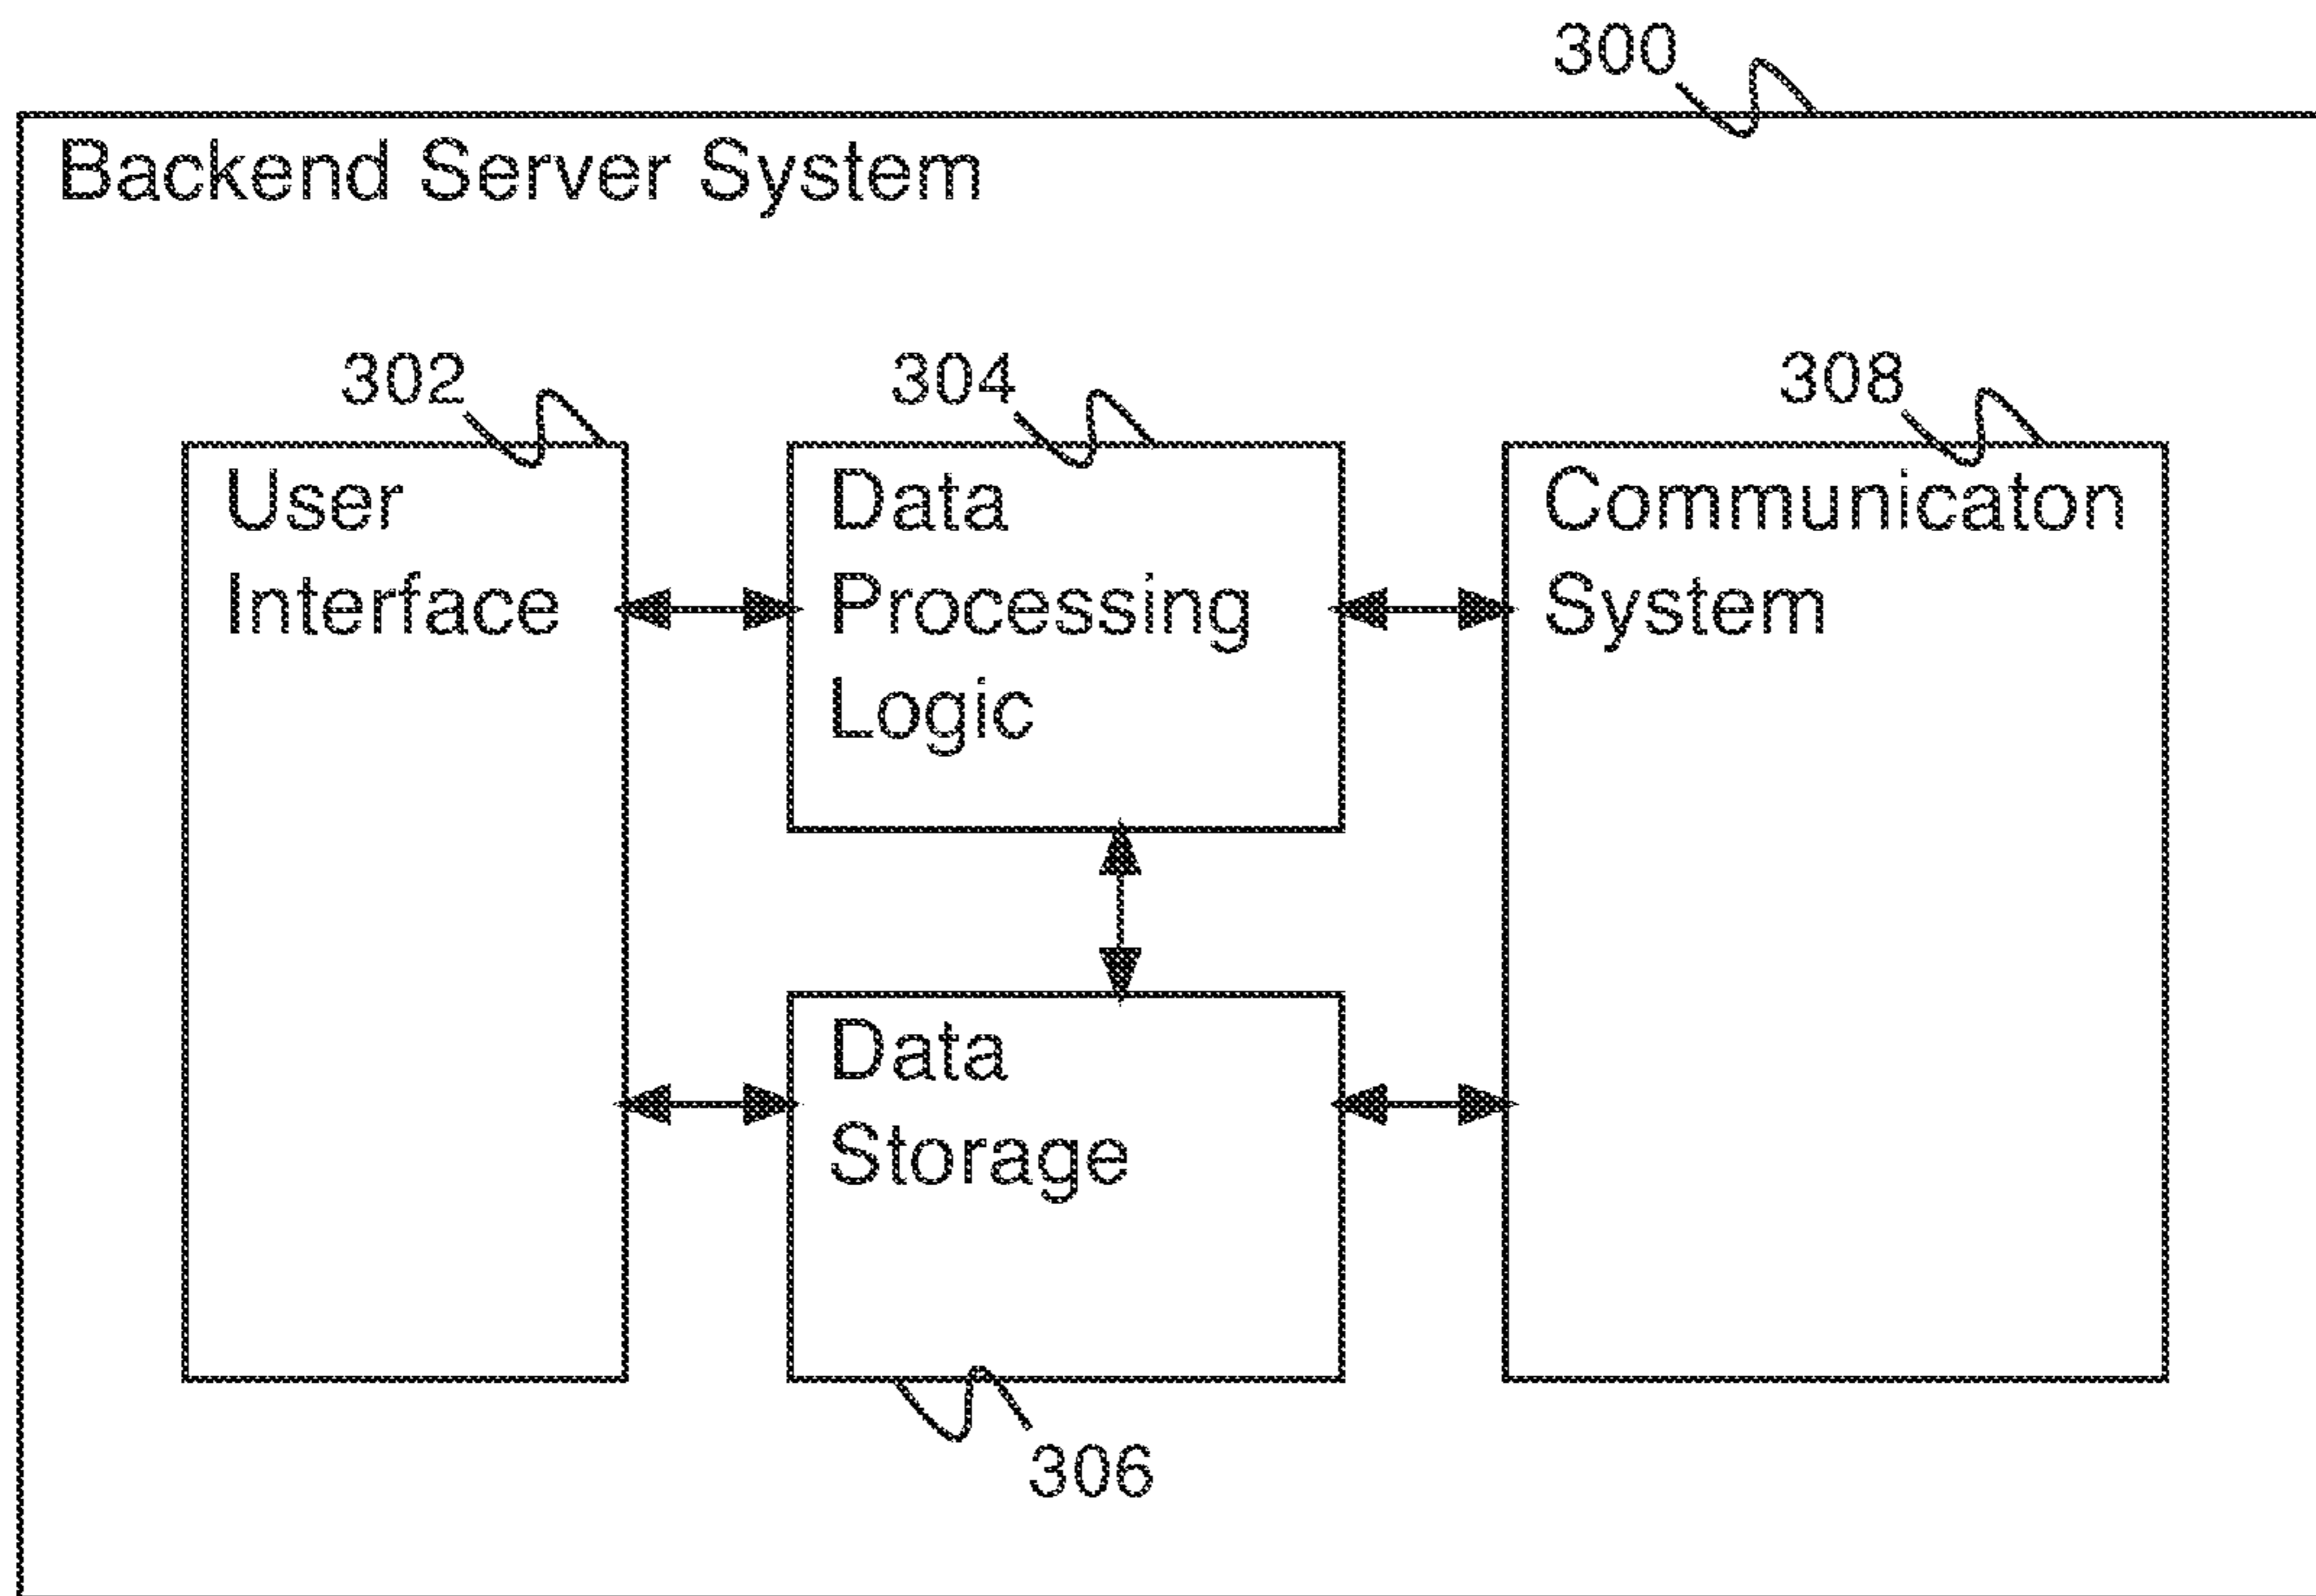 300
Backend Server System
302
304
308
User
Interface
Data
Processing
Logic
Communicaton
System
Data
Storage
306